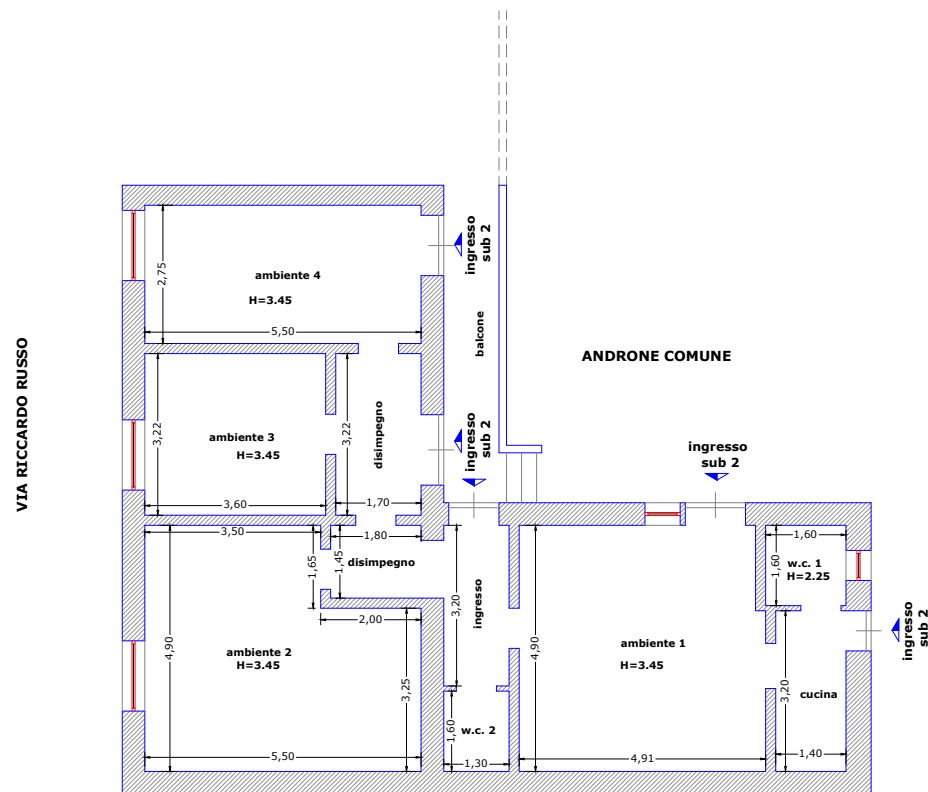 VIA RICCARDO RUSSO
ingresso
sub 2
2,75
ambiente 4
H=3.45
5,50
balcone
ANDRONE COMUNE
3,22
ambiente 3
H=3.45
3,22
disimpegno
ingresso
sub 2
ingresso
sub 2
3,60
1,70
3,50
1,80
1,60
1,65
1,45
disimpegno
1,60
w.c. 1
H=2.25
3,20
ingresso
2,00
ingresso
sub 2
4,90
ambiente 2
H=3.45
3,25
4,90
ambiente 1
H=3.45
3,20
cucina
1,60
w.c. 2
5,50
1,30
4,91
1,40